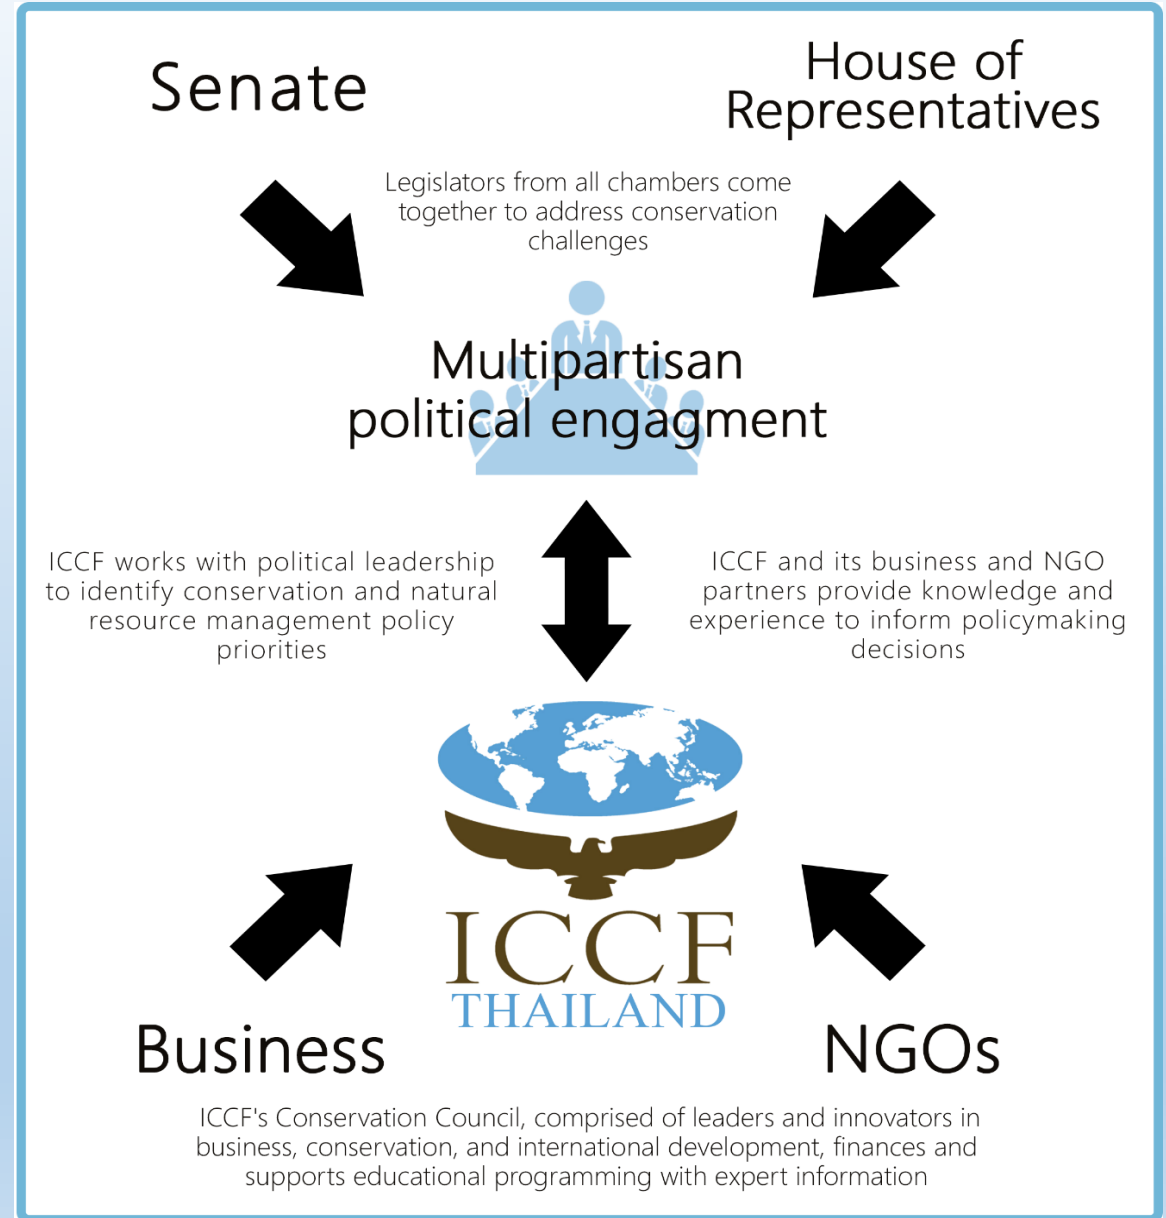 Senate
House of
Representatives
Legislators from all chambers come
together to address conservation
challenges
Multipartisan
political engagment
ICCF works with political leadership
to identify conservation and natural
resource management policy
priorities
ICCF and its business and NGO
partners provide knowledge and
experience to inform policymaking
decisions
ICCF
THAILAND
Business
NGOs
ICCF's Conservation Council, comprised of leaders and innovators in
business, conservation, and international development, finances and
supports educational programming with expert information